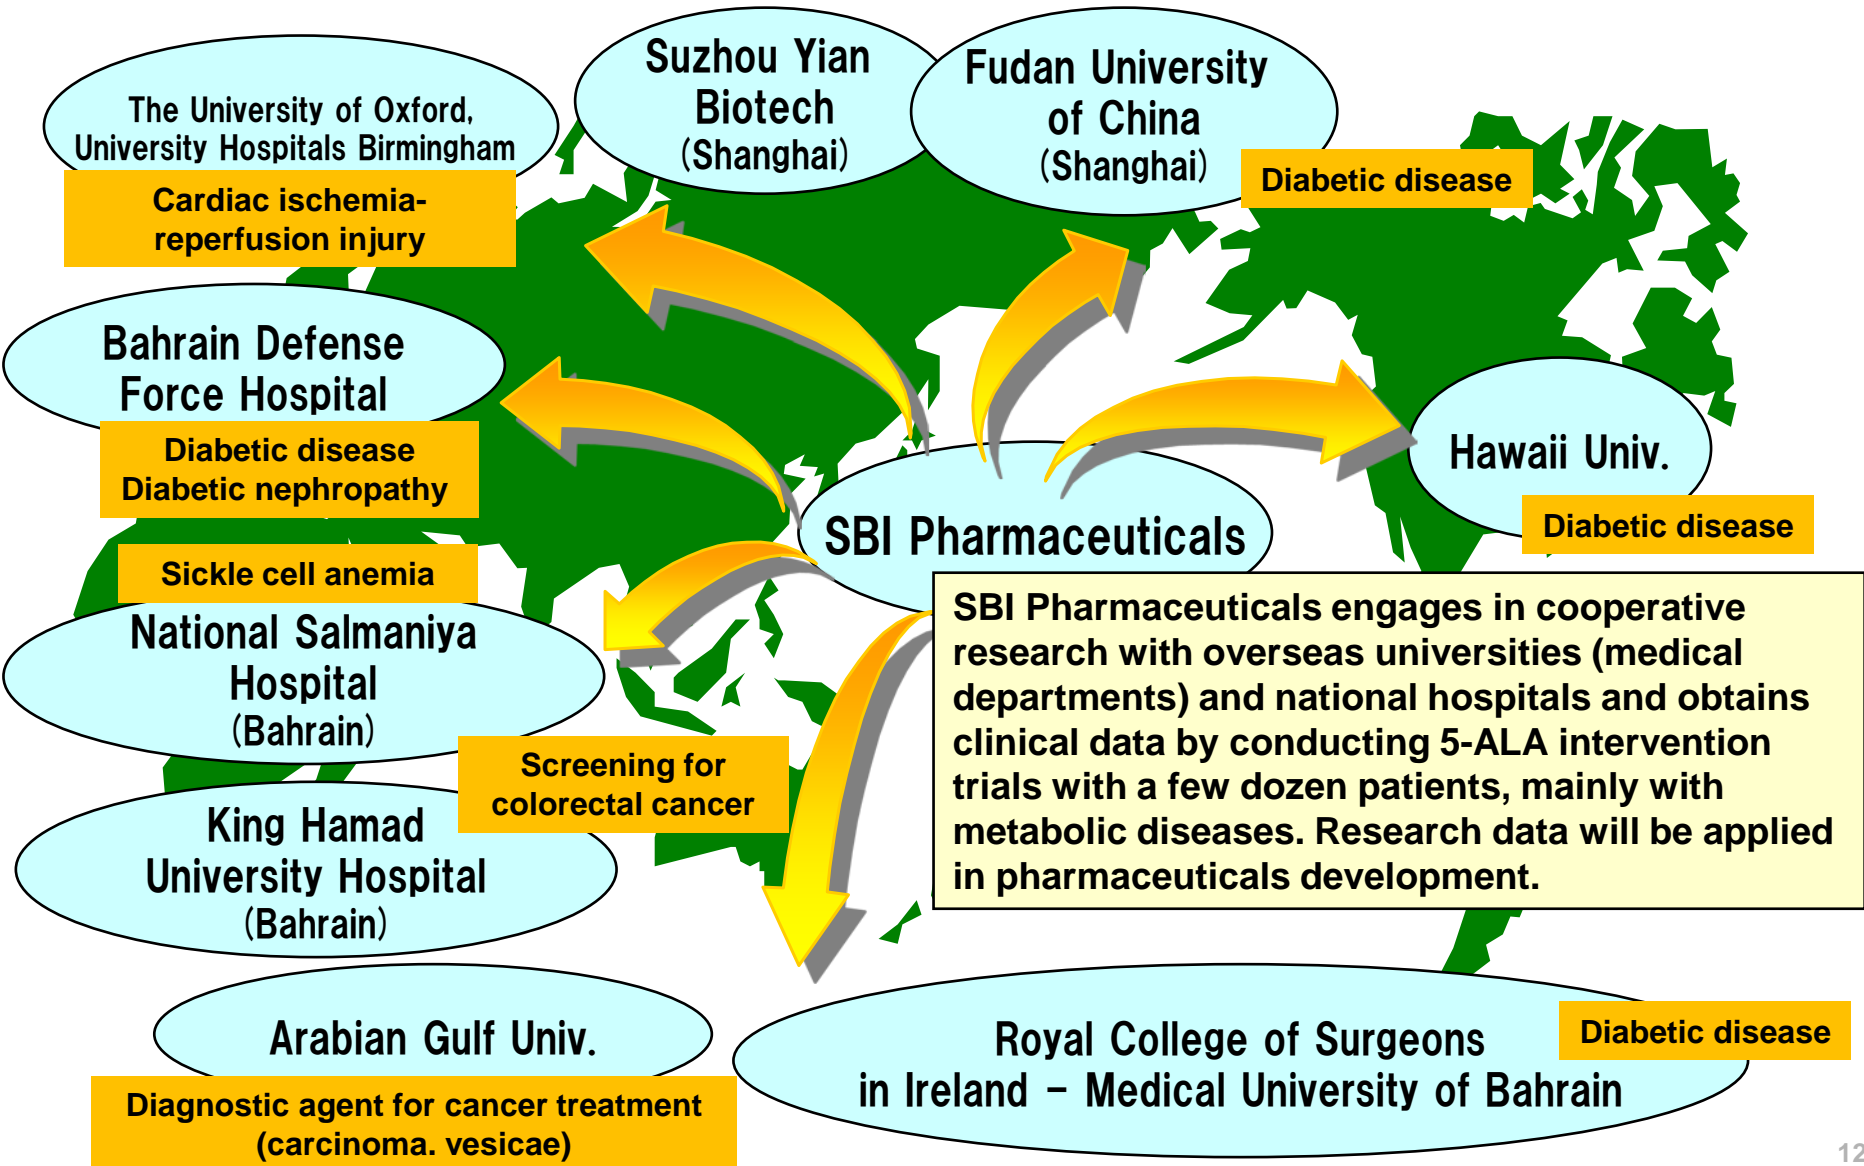 The University of Oxford,
University Hospitals Birmingham
Cardiac ischemia-
reperfusion injury
Suzhou Yian
Biotech
(Shanghai)
Fudan University
of China
(Shanghai)
Diabetic disease
Bahrain Defense
Force Hospital
Diabetic disease
Diabetic nephropathy
Hawaii Univ.
Diabetic disease
SBI Pharmaceuticals
Sickle cell anemia
National Salmaniya
Hospital
(Bahrain)
SBI Pharmaceuticals engages in cooperative
research with overseas universities (medical
departments) and national hospitals and obtains
clinical data by conducting 5-ALA intervention
trials with a few dozen patients, mainly with
metabolic diseases. Research data will be applied
in pharmaceuticals development.
Screening for
colorectal cancer
King Hamad
University Hospital
(Bahrain)
Arabian Gulf Univ.
Diagnostic agent for cancer treatment
(carcinoma. vesicae)
Royal College of Surgeons
in Ireland – Medical University of Bahrain
Diabetic disease
12